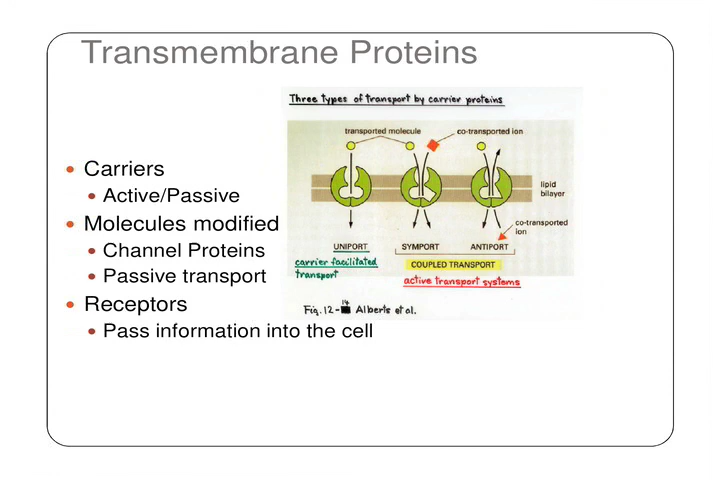 Transmembrane Proteins
Carriers
Active/Passive
Molecules modified
Channel Proteins
Passive transport
Receptors
Pass information into the cell
Three types of transport by carrier proteins
transported molecule
co-transported ion
lipid
bilayer
co-transported
ion
UNIPORT
SYMPORT
ANTIPORT
carrier facilitated
transport
COUPLED TRANSPORT
active transport systems
14
Fig. 12- Alberts et al.